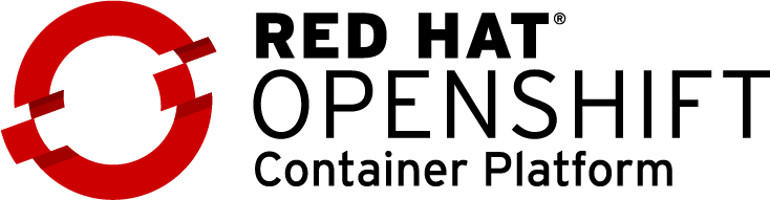 RED HAT®
OPENSHIFT
Container Platform